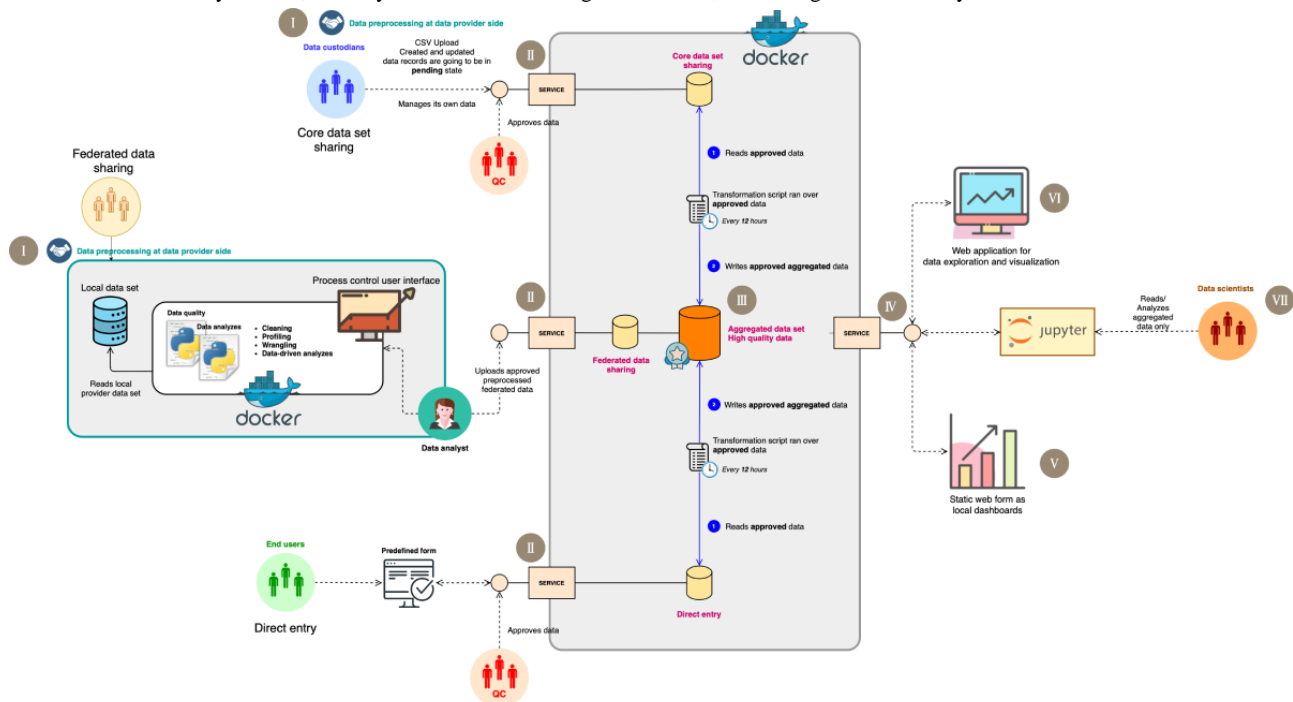 I
Data preprocessing at data provider side
Data custodians
CSV Upload
Created and updated
data records are going to be in
pending state
Manages its own data
Core data set
sharing
II
SERVICE
Approves data
QC
docker
Core data set
sharing
1 Reads approved data
Transformation script ran over
approved data
Every 12 hours
2 Writes approved aggregated data
Federated data
sharing
I
Data preprocessing at data provider side
Local data set
Process control user interface
Data quality
Data analyzes
• Cleaning
• Profiling
• Wrangling
• Data-driven analyzes
Reads local
provider data set
docker
Data analyst
Uploads approved
preprocessed
federated data
II
SERVICE
Federated data
sharing
III
Aggregated data set
High quality data
2 Writes approved aggregated data
Transformation script ran over
approved data
Every 12 hours
1 Reads approved data
SERVICE
IV
VI
Web application for
data exploration and visualization
jupyter
Reads/
Analyzes
aggregated
data only
Data scientists
VII
V
Static web form as
local dashboards
End users
Direct entry
Predefined form
II
SERVICE
Approves data
QC
Direct entry